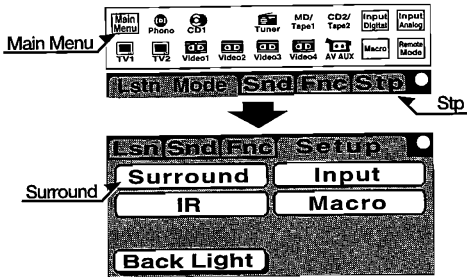 Main Menu
Main Menu Phono CD1 Tuner MD/Tape1 CD2/Tape2 Input Digital Input Analog
TV1 TV2 Video1 Video2 Video3 Video4 AV AUX Macro Remote Mode
Lstn Mode Snd Fnc Stp
Stp
Lsn Snd Fnc Setup
Surround
Surround Input
IR Macro
Back Light